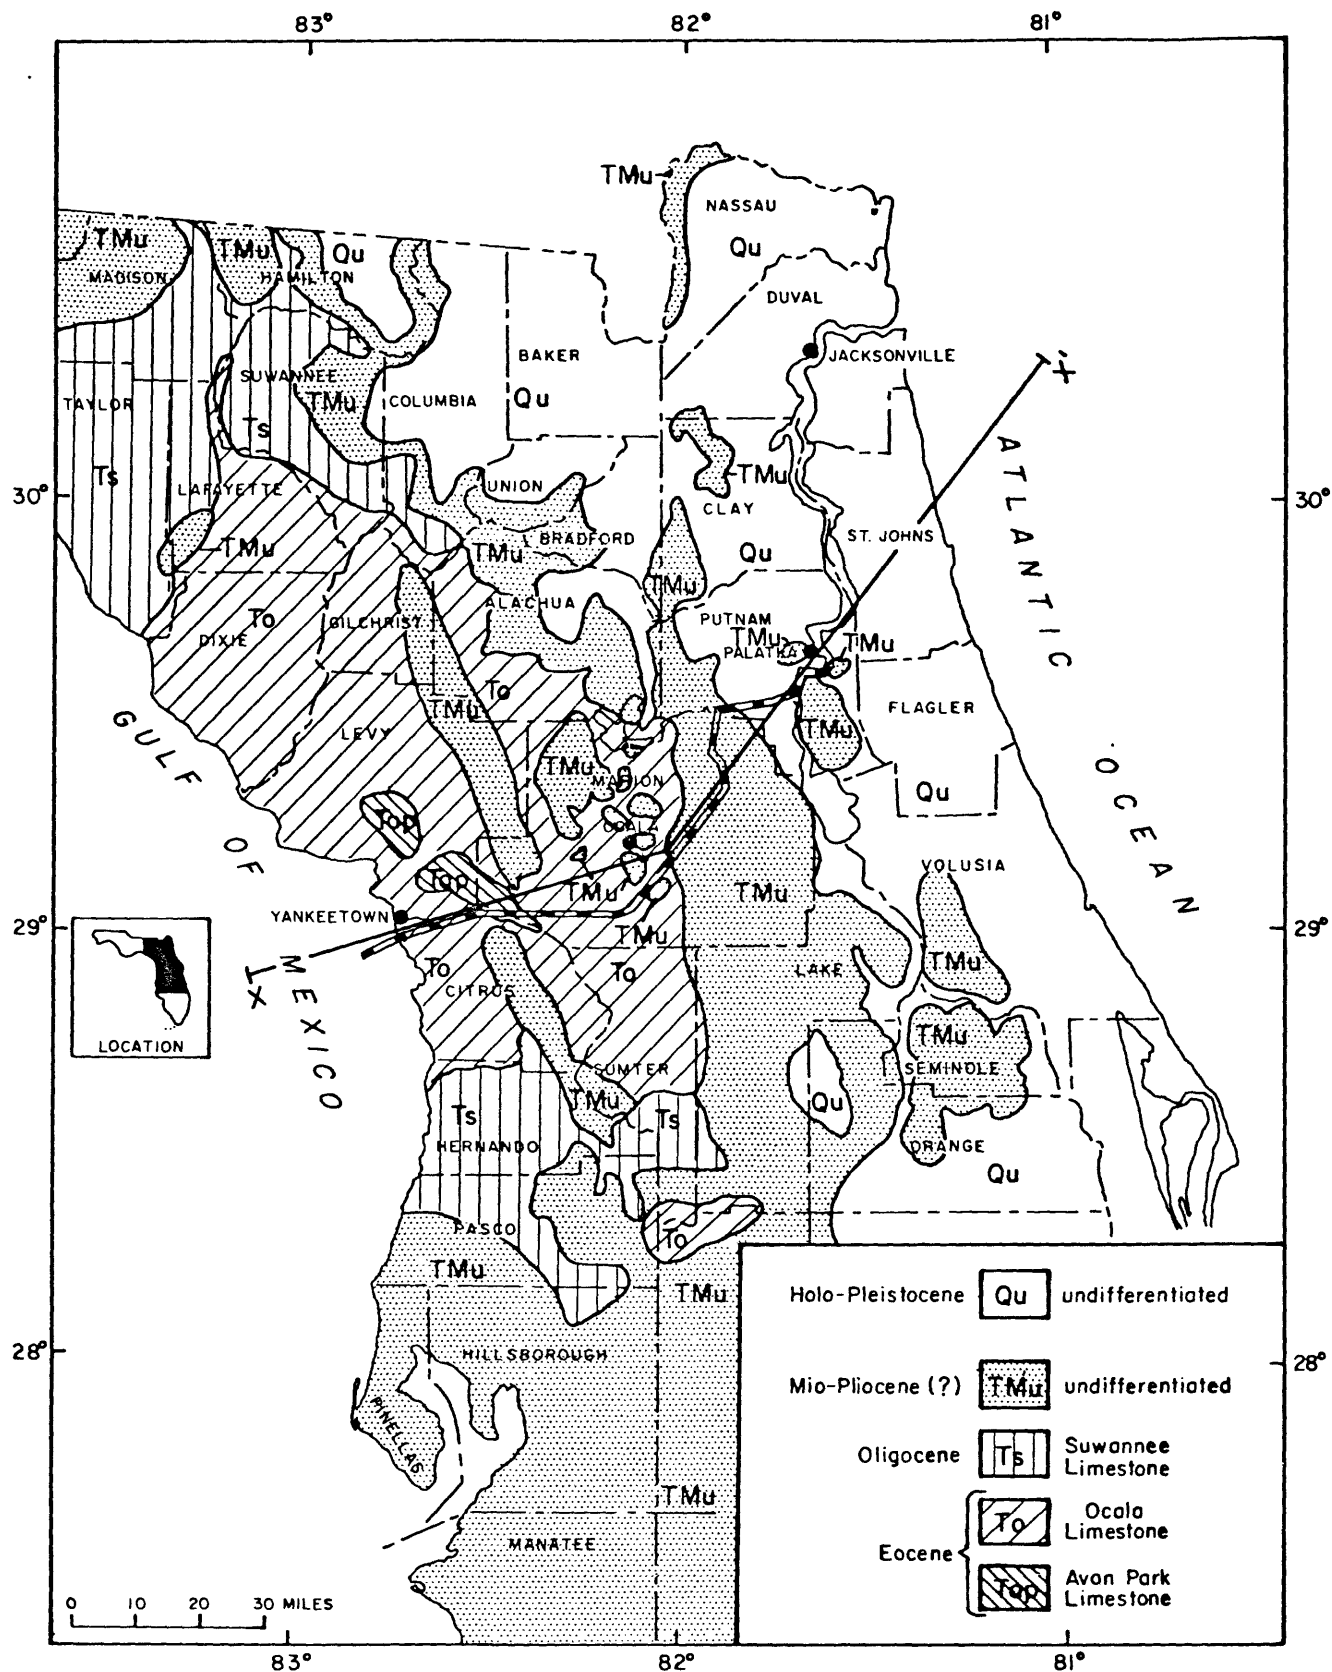 83° 82° 81°
TMu
NASSAU
Qu
TMu TMu Qu
MADISON HAMILTON
DUVAL
JACKSONVILLE
BAKER
X'
SUWANNEE
TAYLOR TMu COLUMBIA Qu
Ts
ATLANTIC
Ts TMu
UNION
LAFAYETTE
30° 30°
CLAY
ST. JOHNS
BRADFORD
TMu TMu Qu
TMu
ALACHUA
To GILCHRIST PUTNAM
DIXIE TMu TMu
PALATKA
To
TMu FLAGLER
GULF LEVY TMu
TMu MARION
OCEAN
Qu
Tap OCALA
OF
VOLUSIA
Tap TMu TMu
YANKEETOWN
29° 29°
TMu
MEXICO To To LAKE TMu
X CITRUS
LOCATION
TMu
SUMTER SEMINOLE
TMu Qu
Ts Ts
HERNANDO ORANGE
Qu
PASCO To
TMu
TMu
Holo-Pleistocene Qu undifferentiated
28° HILLSBOROUGH 28°
Mio-Pliocene (?) TMu undifferentiated
PINELLAS
Oligocene Ts Suwannee
Limestone
TMu
Eocene To Ocala
Limestone
MANATEE
Tap Avon Park
Limestone
0 10 20 30 MILES
83° 82° 81°